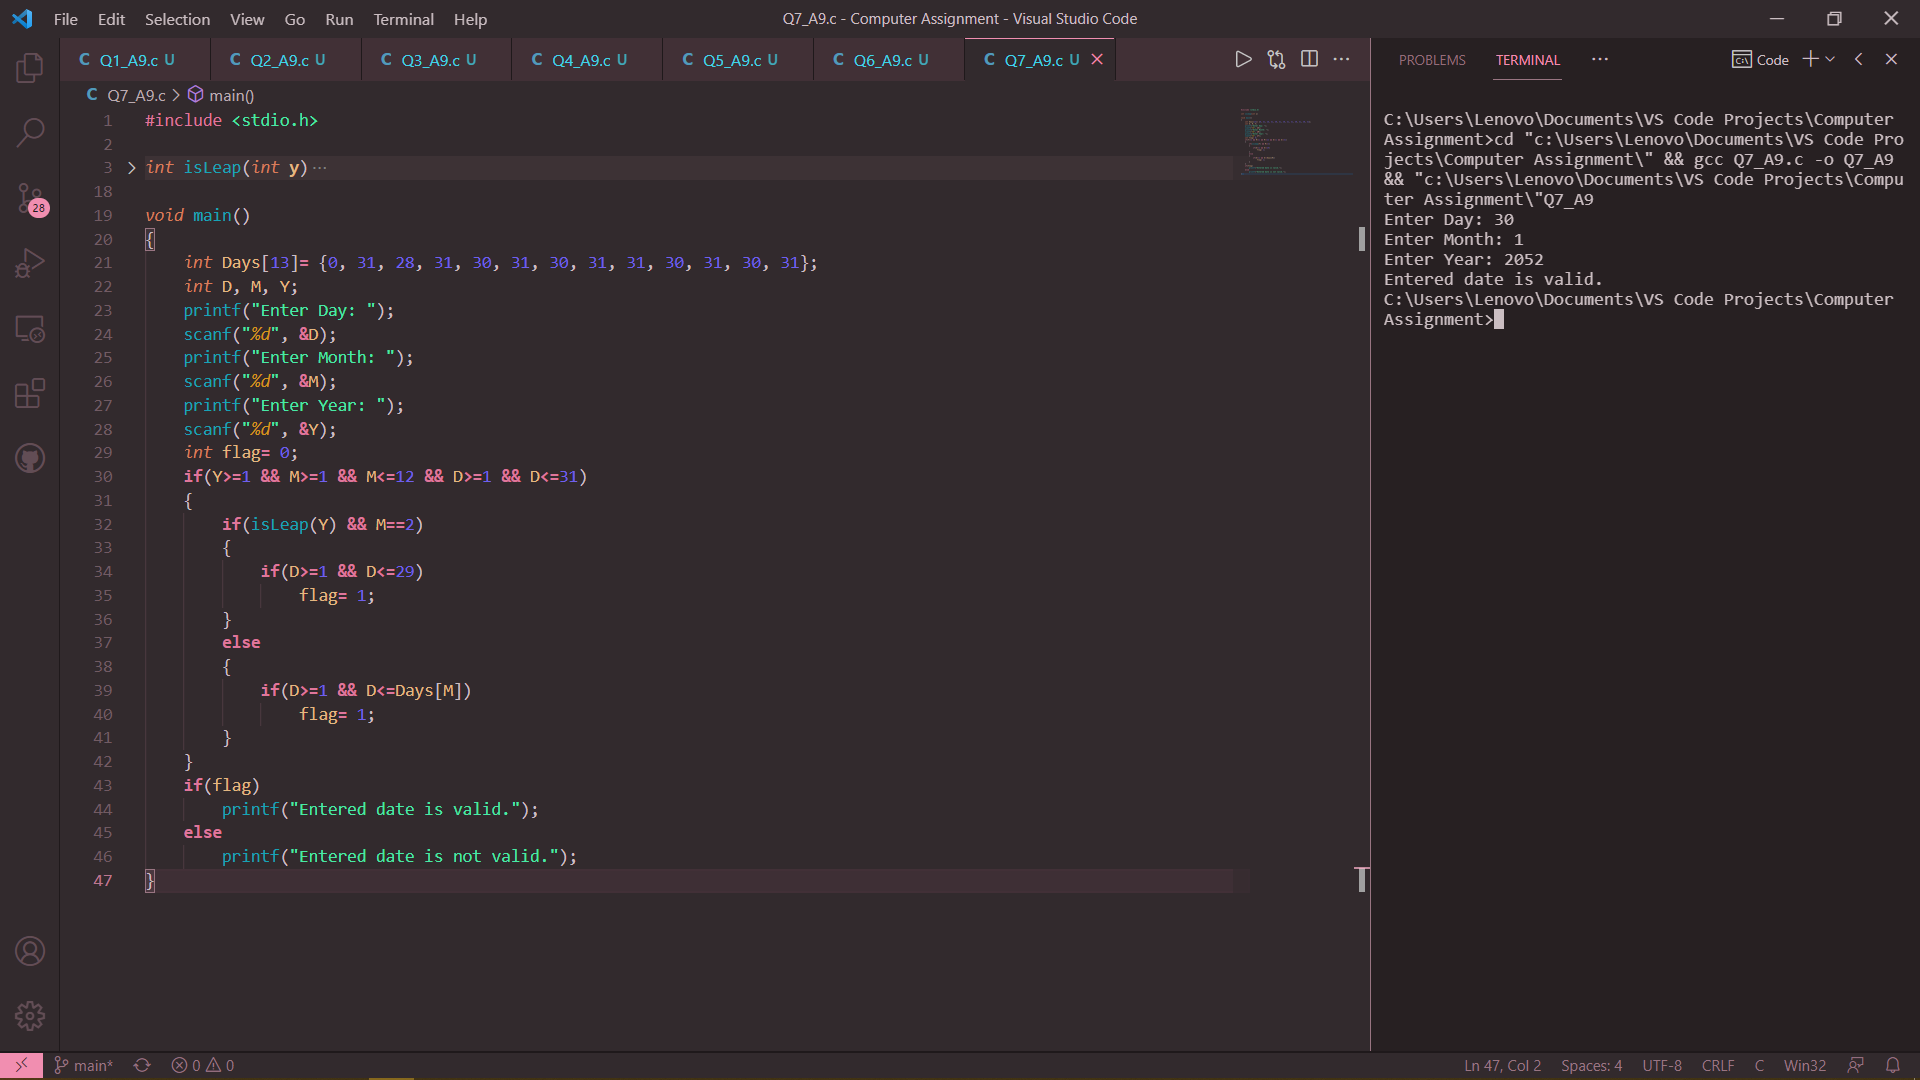 File Edit Selection View Go Run Terminal Help
Q7_A9.c - Computer Assignment - Visual Studio Code
C Q1_A9.c U C Q2_A9.c U C Q3_A9.c U C Q4_A9.c U C Q5_A9.c U C Q6_A9.c U C Q7_A9.c U
C Q7_A9.c > main()
1 #include <stdio.h>
2
3 int isLeap(int y)···
18
19 void main()
20 {
21 int Days[13]= {0, 31, 28, 31, 30, 31, 30, 31, 31, 30, 31, 30, 31};
22 int D, M, Y;
23 printf("Enter Day: ");
24 scanf("%d", &D);
25 printf("Enter Month: ");
26 scanf("%d", &M);
27 printf("Enter Year: ");
28 scanf("%d", &Y);
29 int flag= 0;
30 if(Y>=1 && M>=1 && M<=12 && D>=1 && D<=31)
31 {
32 if(isLeap(Y) && M==2)
33 {
34 if(D>=1 && D<=29)
35 flag= 1;
36 }
37 else
38 {
39 if(D>=1 && D<=Days[M])
40 flag= 1;
41 }
42 }
43 if(flag)
44 printf("Entered date is valid.");
45 else
46 printf("Entered date is not valid.");
47 }
28
PROBLEMS TERMINAL ··· Code
C:\Users\Lenovo\Documents\VS Code Projects\Computer
Assignment>cd "c:\Users\Lenovo\Documents\VS Code Pro
jects\Computer Assignment\" && gcc Q7_A9.c -o Q7_A9
&& "c:\Users\Lenovo\Documents\VS Code Projects\Compu
ter Assignment\"Q7_A9
Enter Day: 30
Enter Month: 1
Enter Year: 2052
Entered date is valid.
C:\Users\Lenovo\Documents\VS Code Projects\Computer
Assignment>
main* 0 0 Ln 47, Col 2 Spaces: 4 UTF-8 CRLF C Win32